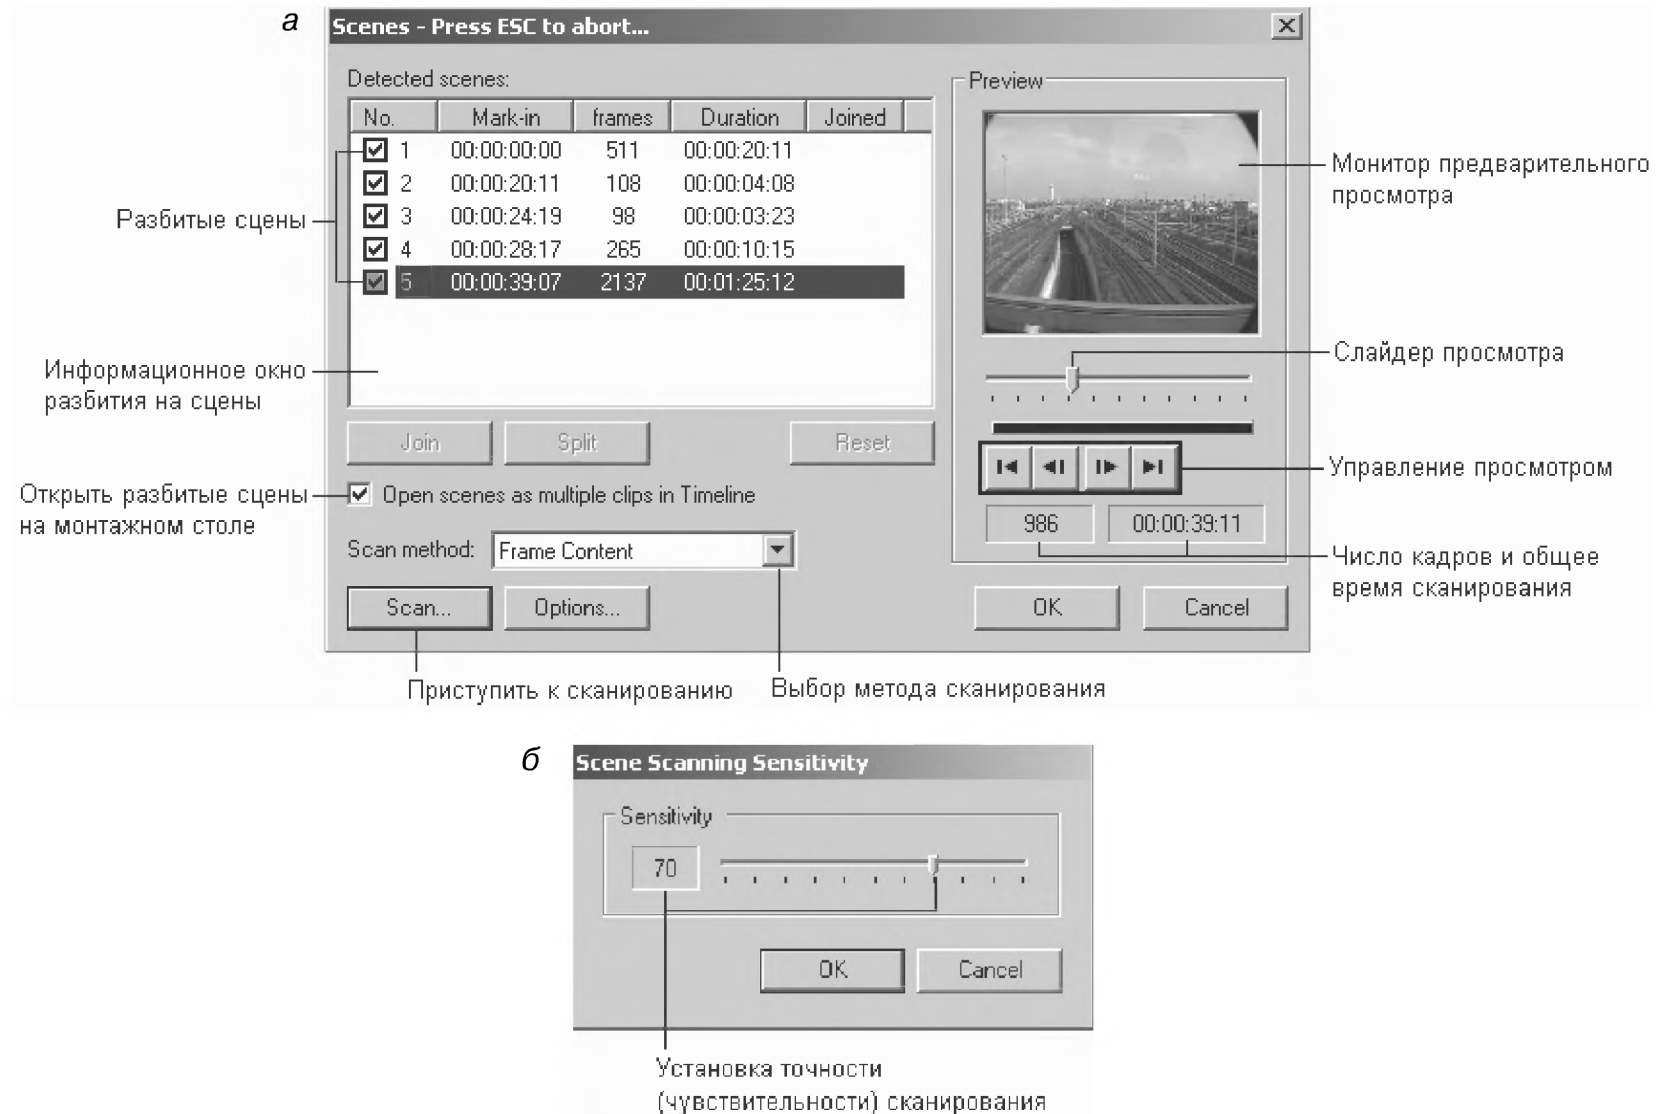 а
Scenes - Press ESC to abort...
Detected scenes:
No. Mark-in frames Duration Joined
1 00:00:00:00 511 00:00:20:11
2 00:00:20:11 108 00:00:04:08
3 00:00:24:19 98 00:00:03:23
4 00:00:28:17 265 00:00:10:15
5 00:00:39:07 2137 00:01:25:12
Разбитые сцены
Информационное окно
разбития на сцены
Join Split Reset
Открыть разбитые сцены
на монтажном столе
Open scenes as multiple clips in Timeline
Scan method: Frame Content
Scan... Options...
Preview
Монитор предварительного
просмотра
Слайдер просмотра
Управление просмотром
986 00:00:39:11
Число кадров и общее
время сканирования
OK Cancel
Приступить к сканированию
Выбор метода сканирования
б
Scene Scanning Sensitivity
Sensitivity
70
OK Cancel
Установка точности
(чувствительности) сканирования